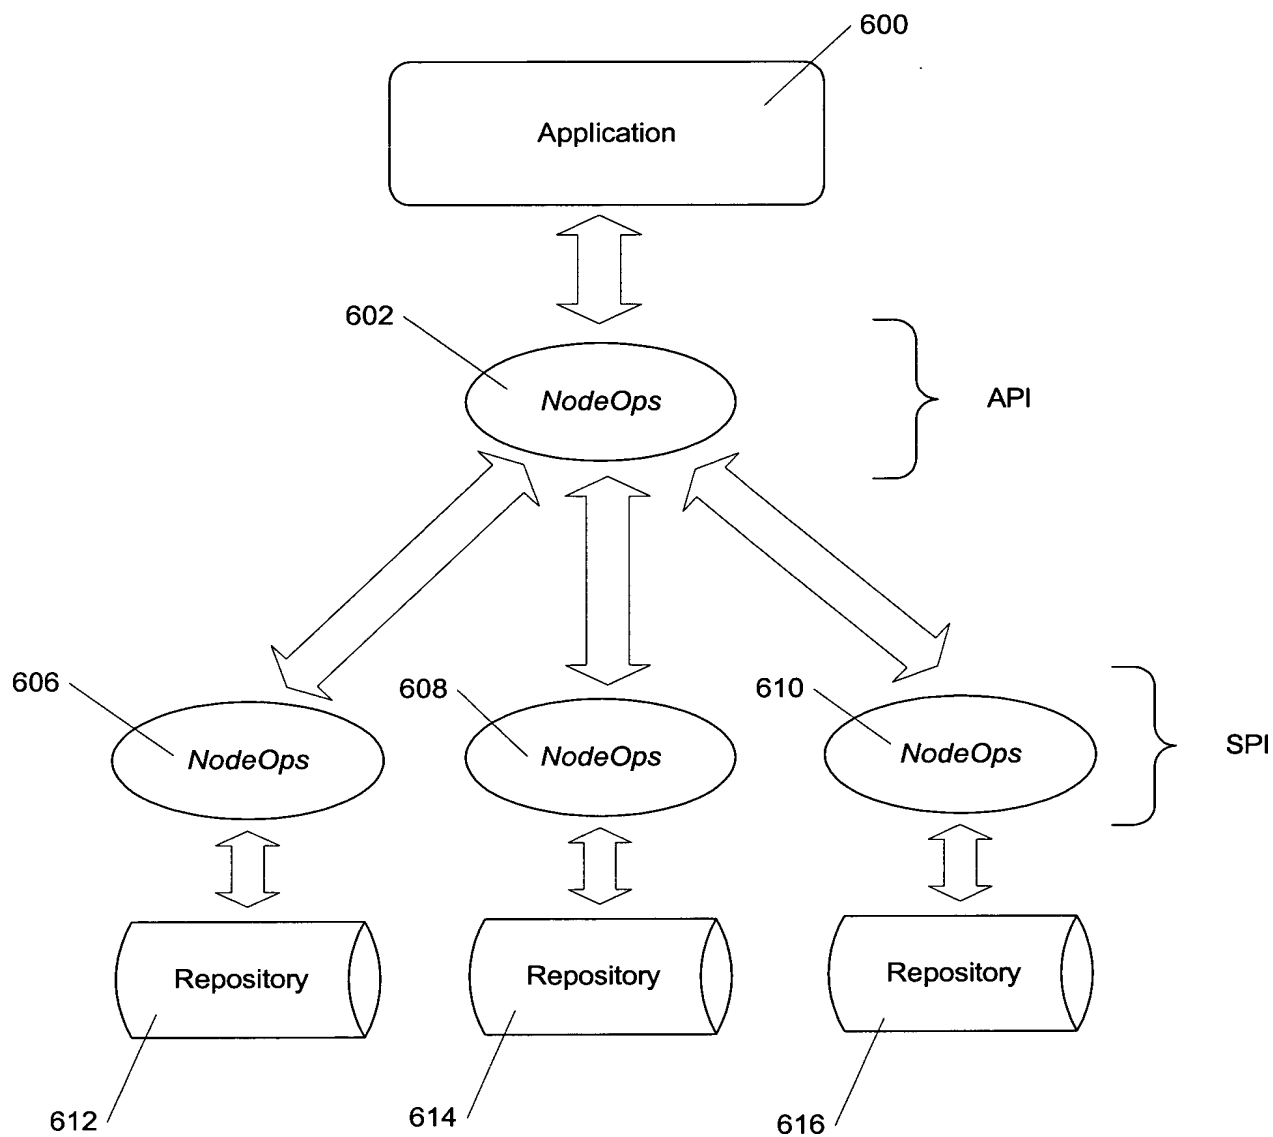 600
Application
602
NodeOps
API
606
608
610
NodeOps
NodeOps
NodeOps
SPI
Repository
Repository
Repository
612
614
616